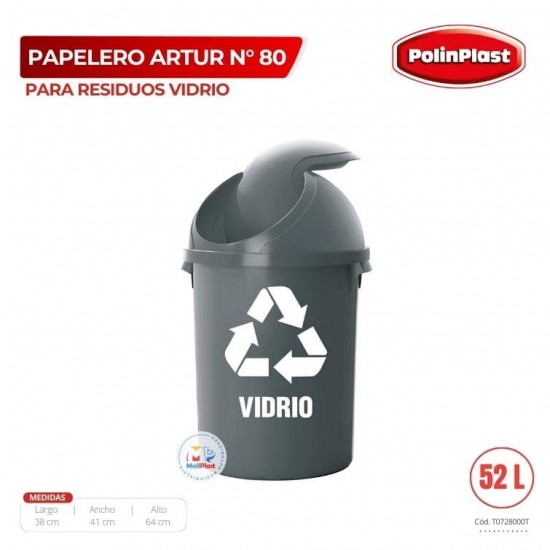 PAPELERO ARTUR N° 80
PARA RESIDUOS VIDRIO
PolinPlast
VIDRIO
MultiPlast
52 L
MEDIDAS
Largo | Ancho | Alto
38 cm | 41 cm | 64 cm
Cód. T0728000T